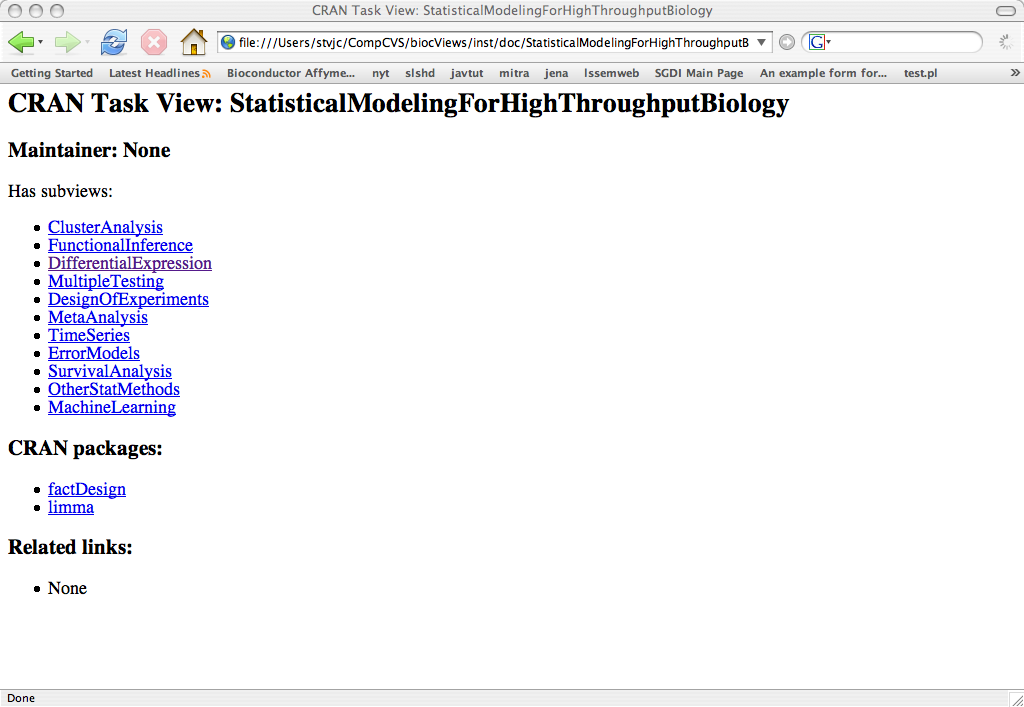 CRAN Task View: StatisticalModelingForHighThroughputBiology
file:///Users/stvjc/CompCVS/biocViews/inst/doc/StatisticalModelingForHighThroughputB
G
Getting Started Latest Headlines Bioconductor Affyme... nyt slshd javtut mitra jena lssemweb SGDI Main Page An example form for... test.pl »
CRAN Task View: StatisticalModelingForHighThroughputBiology
Maintainer: None
Has subviews:
• ClusterAnalysis
• FunctionalInference
• DifferentialExpression
• MultipleTesting
• DesignOfExperiments
• MetaAnalysis
• TimeSeries
• ErrorModels
• SurvivalAnalysis
• OtherStatMethods
• MachineLearning
CRAN packages:
• factDesign
• limma
Related links:
• None
Done